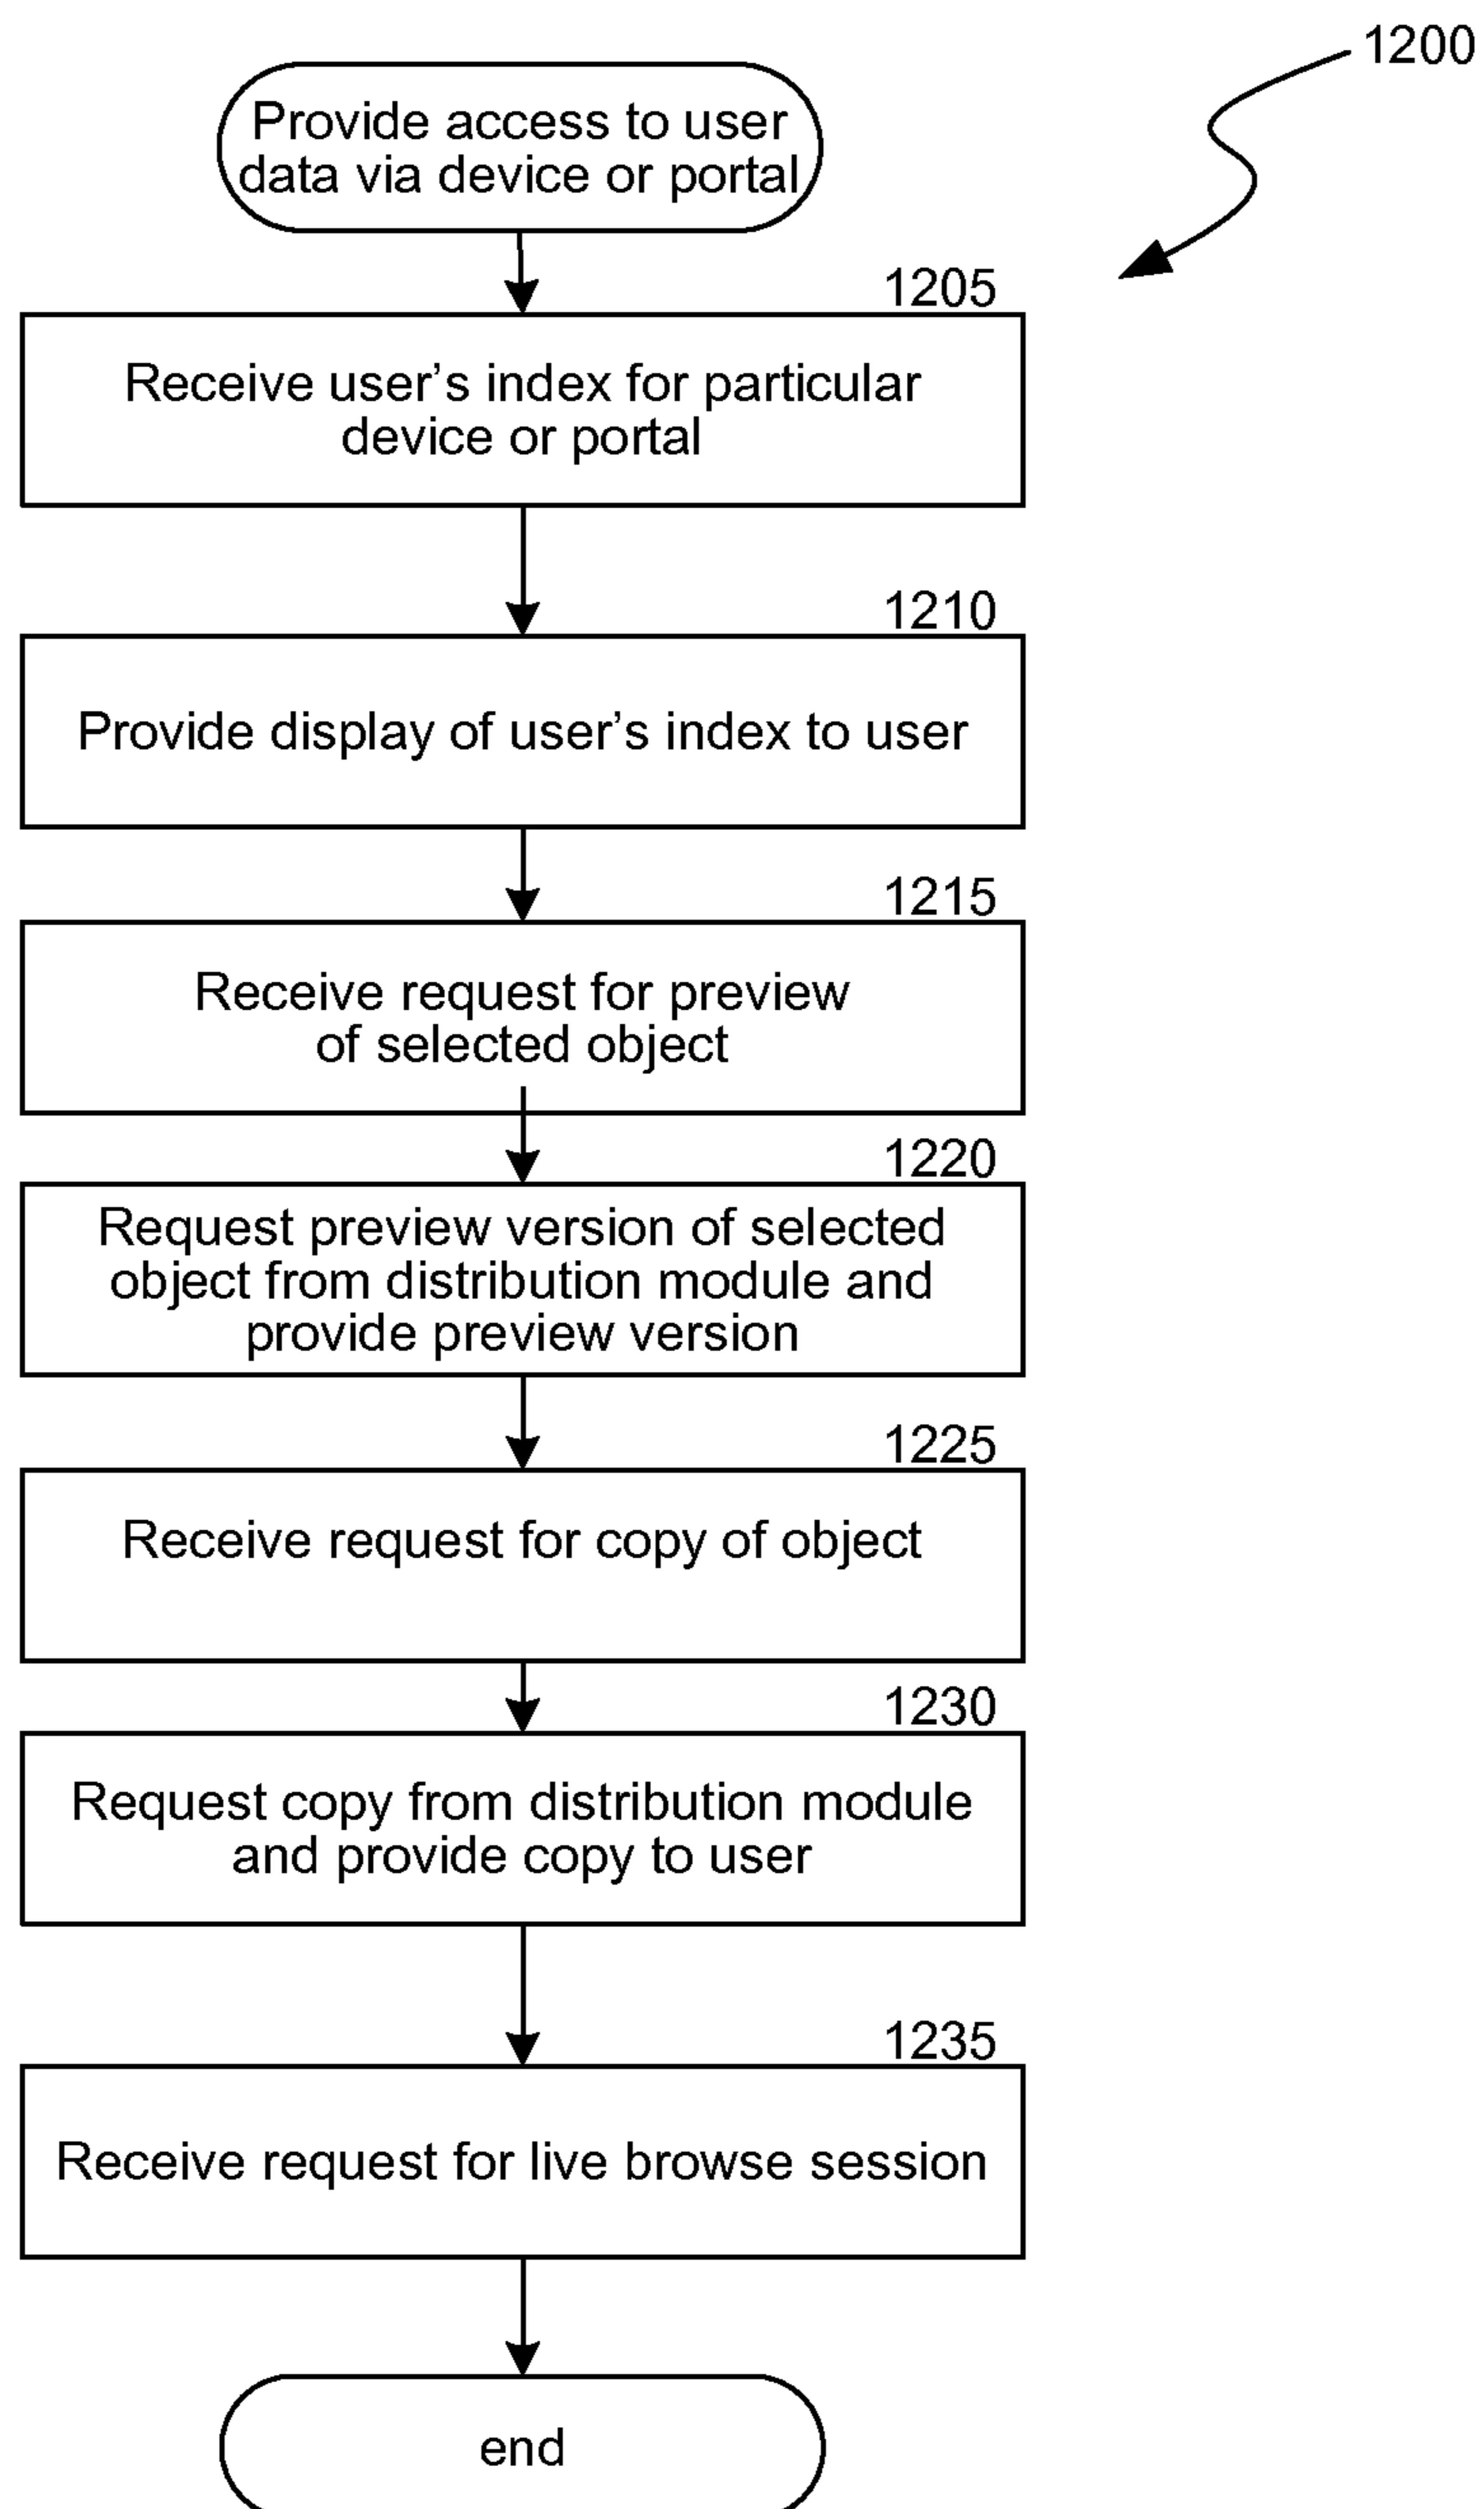 1200
Provide access to user
data via device or portal
1205
Receive user's index for particular
device or portal
1210
Provide display of user's index to user
1215
Receive request for preview
of selected object
1220
Request preview version of selected
object from distribution module and
provide preview version
1225
Receive request for copy of object
1230
Request copy from distribution module
and provide copy to user
1235
Receive request for live browse session
end